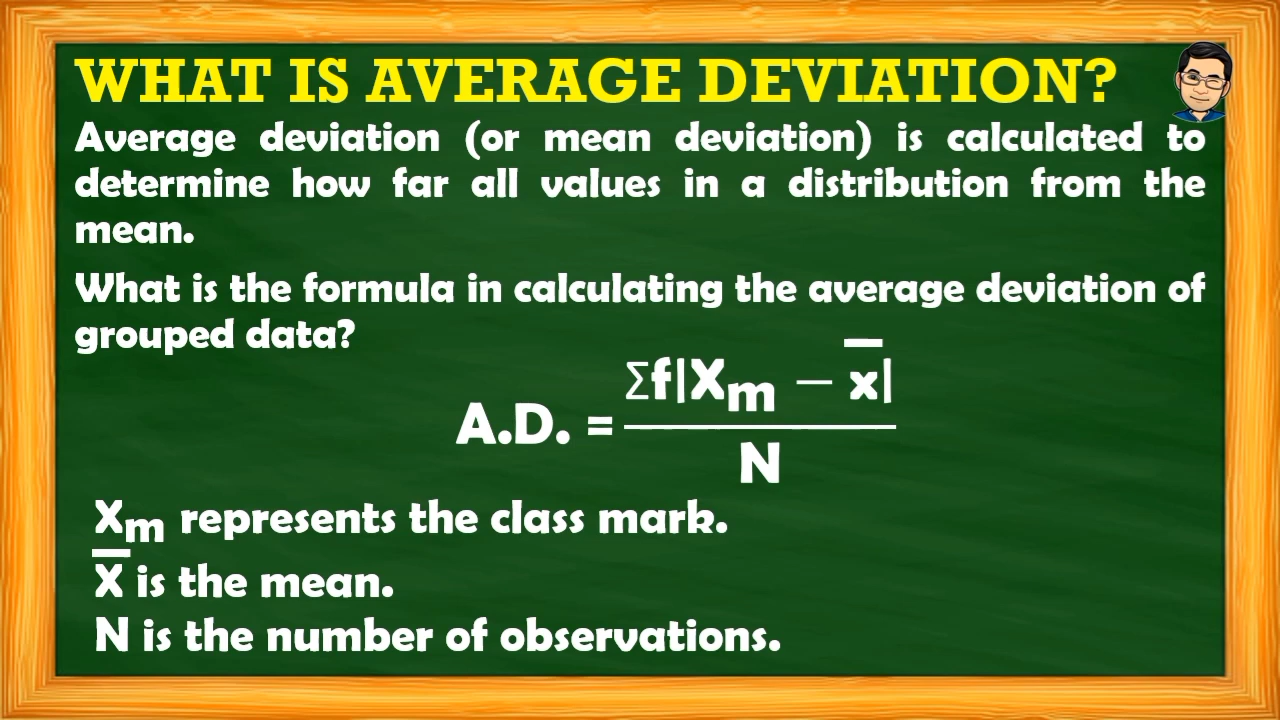 WHAT IS AVERAGE DEVIATION?
Average deviation (or mean deviation) is calculated to
determine how far all values in a distribution from the
mean.
What is the formula in calculating the average deviation of
grouped data?
A.D. = Σf|Xₘ − x̅| / N
Xₘ represents the class mark.
X̅ is the mean.
N is the number of observations.